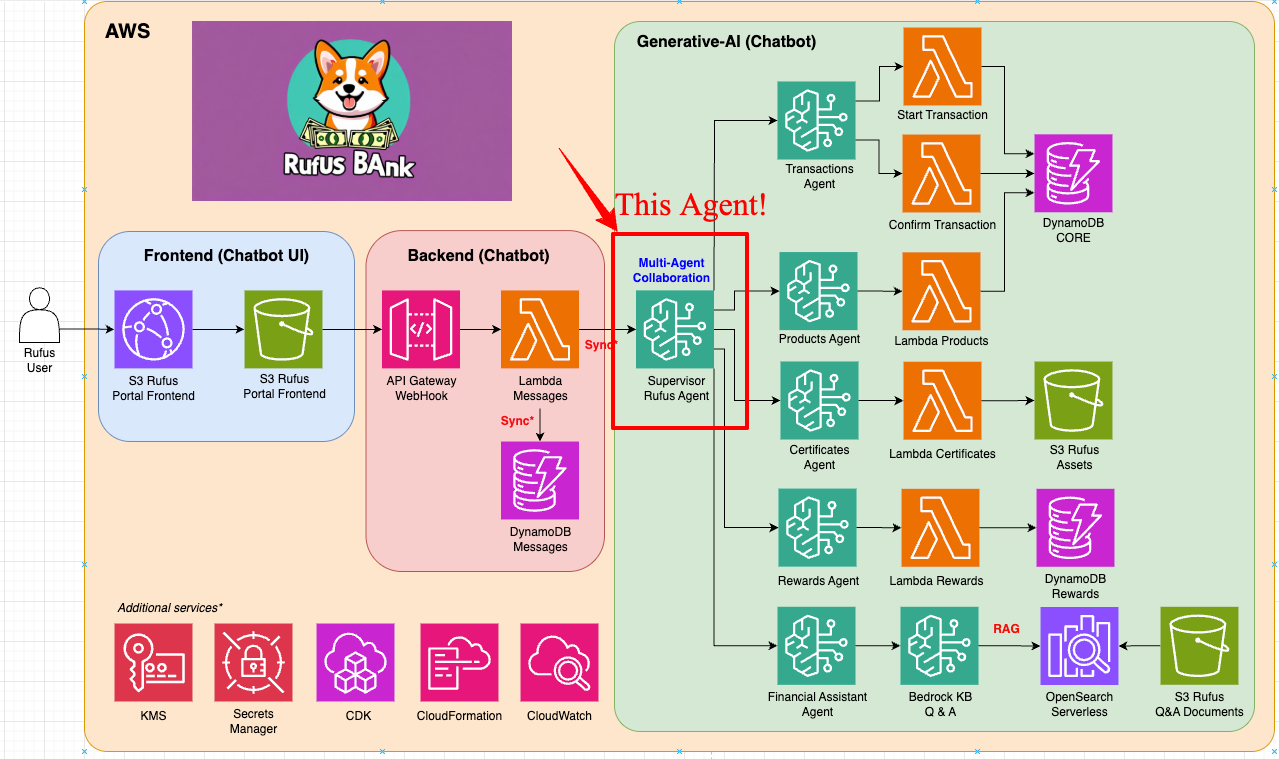 AWS
RUFUS BAnk
Generative-AI (Chatbot)
Start Transaction
Transactions
Agent
Confirm Transaction
DynamoDB
CORE
This Agent!
Frontend (Chatbot UI)
Backend (Chatbot)
Multi-Agent
Collaboration
Rufus
User
S3 Rufus
Portal Frontend
S3 Rufus
Portal Frontend
API Gateway
WebHook
Lambda
Messages
Sync*
Supervisor
Rufus Agent
Products Agent
Lambda Products
Sync*
DynamoDB
Messages
Certificates
Agent
Lambda Certificates
S3 Rufus
Assets
Rewards Agent
Lambda Rewards
DynamoDB
Rewards
Additional services*
KMS
Secrets
Manager
CDK
CloudFormation
CloudWatch
Financial Assistant
Agent
Bedrock KB
Q & A
RAG
OpenSearch
Serverless
S3 Rufus
Q&A Documents